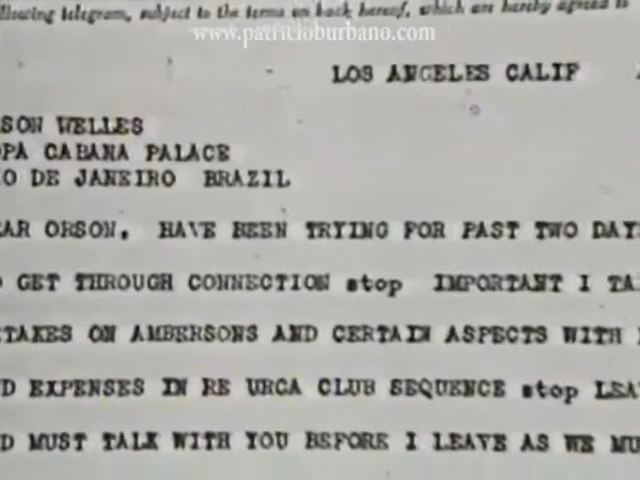 llowing telegram, subject to the terms on back hereof, which are hereby agreed to
www.patricioburbano.com
LOS ANGELES CALIF
SON WELLES
PA CABANA PALACE
O DE JANEIRO BRAZIL
AR ORSON. HAVE BEEN TRYING FOR PAST TWO DAY
GET THROUGH CONNECTION stop IMPORTANT I TA
TAKES ON AMBERSONS AND CERTAIN ASPECTS WITH
D EXPENSES IN RE URCA CLUB SEQUENCE stop LEA
D MUST TALK WITH YOU BEFORE I LEAVE AS WE MU